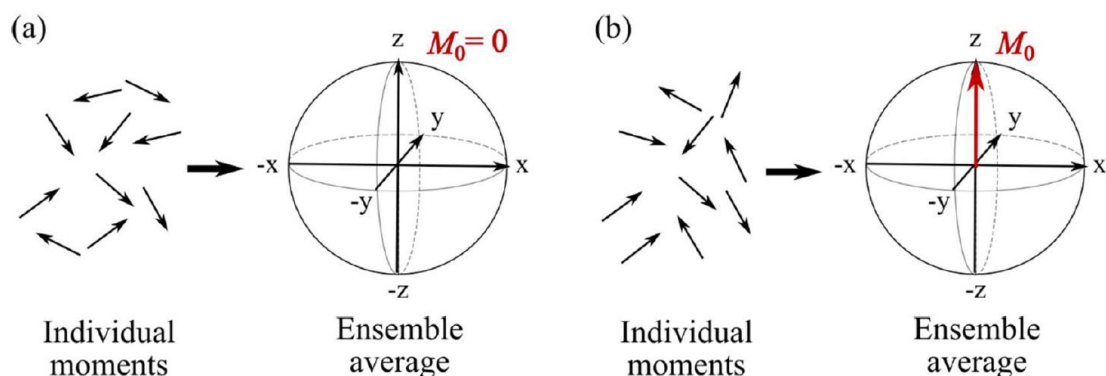 (a)
z
M₀ = 0
y
-x
x
-y
-z
Individual
moments
Ensemble
average
(b)
z
M₀
y
-x
x
-y
-z
Individual
moments
Ensemble
average